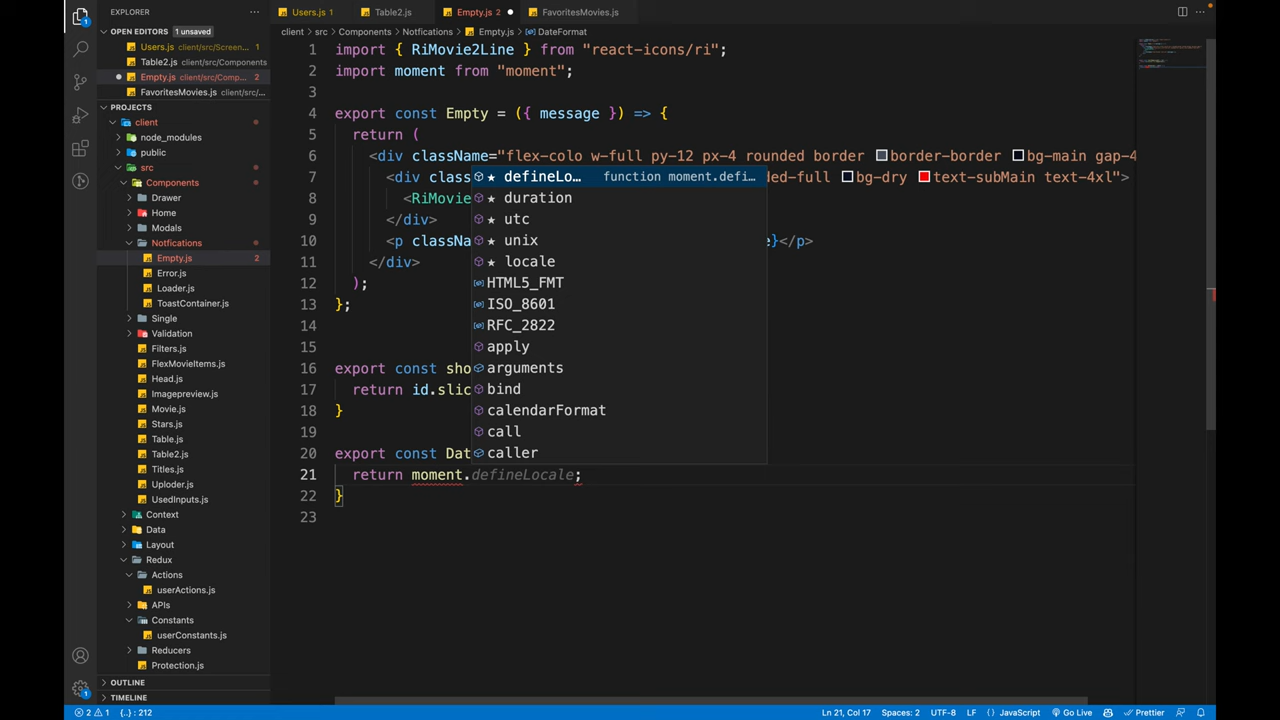 EXPLORER
OPEN EDITORS 1 unsaved
Users.js client/src/Screen... 1
Table2.js client/src/Components
Empty.js client/src/Comp... 2
FavoritesMovies.js client/src/...
PROJECTS
client
node_modules
public
src
Components
Drawer
Home
Modals
Notfications
Empty.js 2
Error.js
Loader.js
ToastContainer.js
Single
Validation
Filters.js
FlexMovieItems.js
Head.js
Imagepreview.js
Movie.js
Stars.js
Table.js
Table2.js
Titles.js
Uploder.js
UsedInputs.js
Context
Data
Layout
Redux
Actions
userActions.js
APIs
Constants
userConstants.js
Reducers
Protection.js
OUTLINE
TIMELINE
Users.js 1 Table2.js Empty.js 2 FavoritesMovies.js
client > src > Components > Notfications > Empty.js > DateFormat
1 import { RiMovie2Line } from "react-icons/ri";
2 import moment from "moment";
3
4 export const Empty = ({ message }) => {
5 return (
6 <div className="flex-colo w-full py-12 px-4 rounded border border-border bg-main gap-4
7 <div clas ded-full bg-dry text-subMain text-4xl">
8 <RiMovie
9 </div>
10 <p classNa e}</p>
11 </div>
12 );
13 };
14
15
16 export const sho
17 return id.slic
18 }
19
20 export const Dat
21 return moment.defineLocale;
22 }
23
defineLo... function moment.defi...
duration
utc
unix
locale
HTML5_FMT
ISO_8601
RFC_2822
apply
arguments
bind
calendarFormat
call
caller
2 1 {..} : 212 Ln 21, Col 17 Spaces: 2 UTF-8 LF { } JavaScript Go Live Prettier